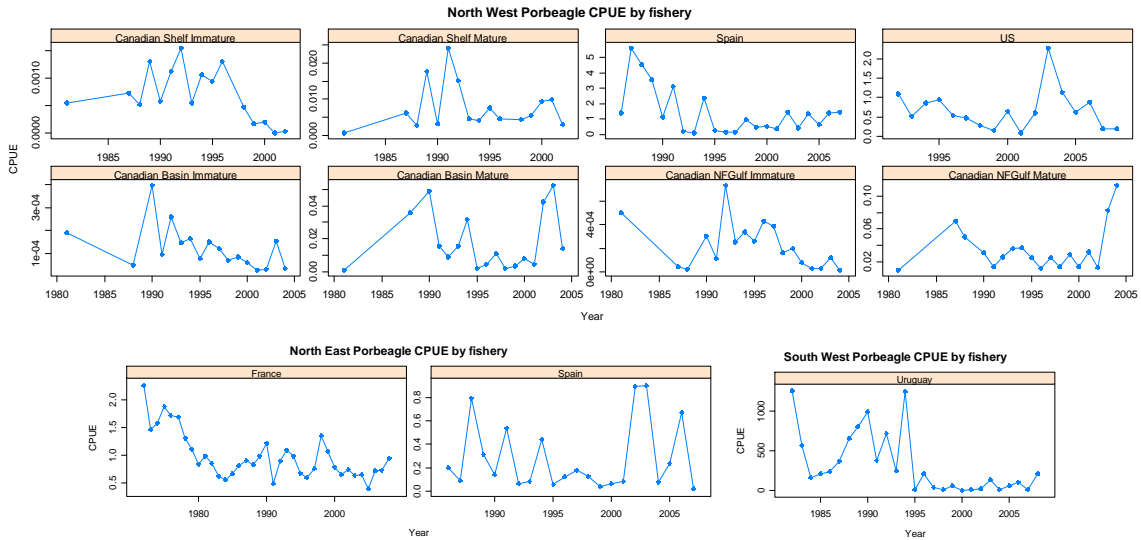 North West Porbeagle CPUE by fishery
Canadian Shelf Immature Canadian Shelf Mature Spain US
0.0000 0.0010
0.000 0.010 0.020
0 1 2 3 4 5
0.0 0.5 1.0 1.5 2.0
1985 1990 1995 2000 1985 1990 1995 2000 1990 1995 2000 2005 1995 2000 2005
CPUE
Canadian Basin Immature Canadian Basin Mature Canadian NFGulf Immature Canadian NFGulf Mature
1e-04 3e-04
0.00 0.02 0.04
0e+00 4e-04
0.02 0.06 0.10
1980 1985 1990 1995 2000 2005 1980 1985 1990 1995 2000 2005 1980 1985 1990 1995 2000 2005 1980 1985 1990 1995 2000 2005
Year
North East Porbeagle CPUE by fishery
France Spain
CPUE
0.5 1.0 1.5 2.0
0.0 0.2 0.4 0.6 0.8
1980 1990 2000 1990 1995 2000 2005
Year
South West Porbeagle CPUE by fishery
Uruguay
CPUE
0 500 1000
1985 1990 1995 2000 2005
Year